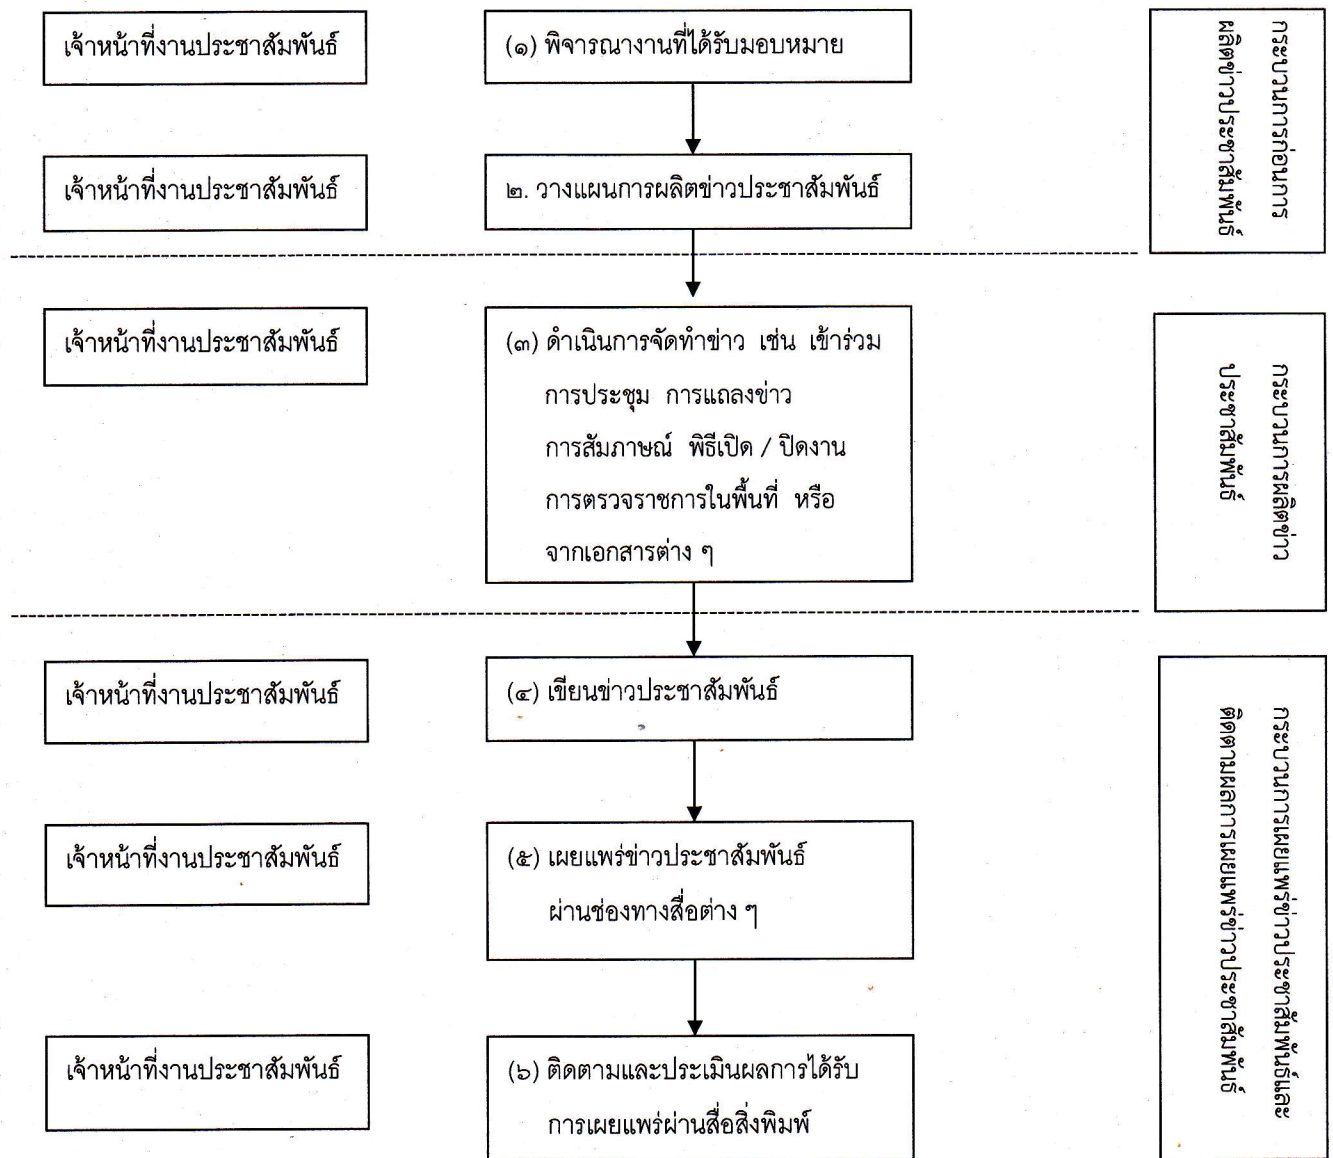 เจ้าหน้าที่งานประชาสัมพันธ์
(๑) พิจารณางานที่ได้รับมอบหมาย
กระบวนการก่อนการ
ผลิตข่าวประชาสัมพันธ์
เจ้าหน้าที่งานประชาสัมพันธ์
๒. วางแผนการผลิตข่าวประชาสัมพันธ์
เจ้าหน้าที่งานประชาสัมพันธ์
(๓) ดำเนินการจัดทำข่าว เช่น เข้าร่วม
การประชุม การแถลงข่าว
การสัมภาษณ์ พิธีเปิด / ปิดงาน
การตรวจราชการในพื้นที่ หรือ
จากเอกสารต่าง ๆ
กระบวนการผลิตข่าว
ประชาสัมพันธ์
เจ้าหน้าที่งานประชาสัมพันธ์
(๔) เขียนข่าวประชาสัมพันธ์
กระบวนการเผยแพร่ข่าวประชาสัมพันธ์และ
ติดตามผลการเผยแพร่ข่าวประชาสัมพันธ์
เจ้าหน้าที่งานประชาสัมพันธ์
(๕) เผยแพร่ข่าวประชาสัมพันธ์
ผ่านช่องทางสื่อต่าง ๆ
เจ้าหน้าที่งานประชาสัมพันธ์
(๖) ติดตามและประเมินผลการได้รับ
การเผยแพร่ผ่านสื่อสิ่งพิมพ์